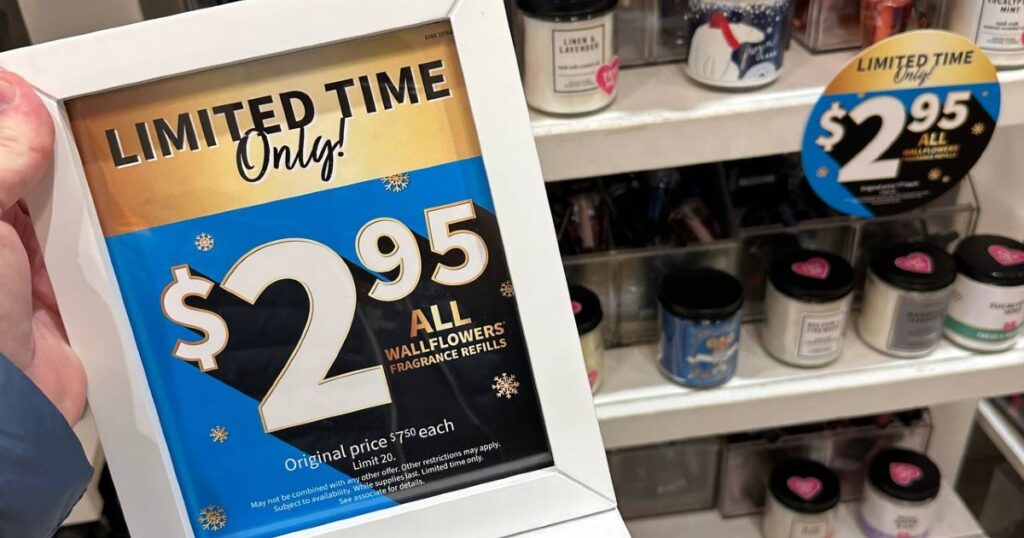 LIMITED TIME
Only!
$2.95
ALL
WALLFLOWERS®
FRAGRANCE REFILLS
Original price $7.50 each
Limit 20.
May not be combined with any other offer. Other restrictions may apply.
Subject to availability. While supplies last. Limited time only.
See associate for details.
LINEN &
LAVENDER
LIMITED TIME
Only!
$2.95
ALL
WALLFLOWERS
FRAGRANCE REFILLS
MINT